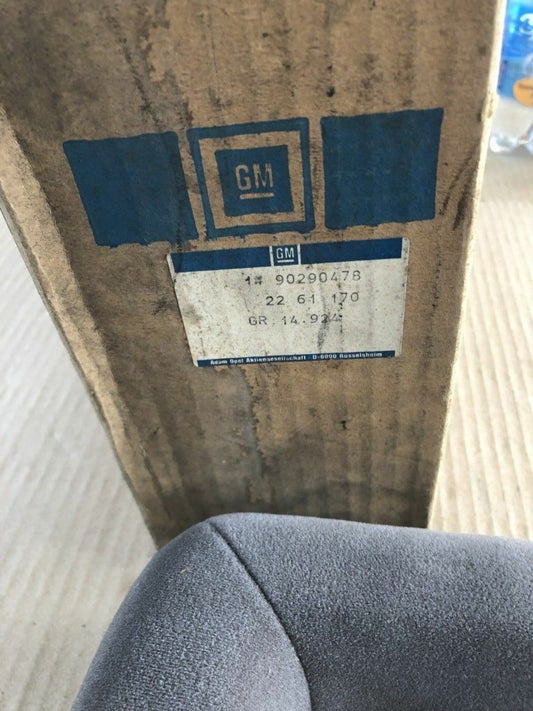 GM
GM
1# 90290478
22 61 170
GR 14.924
Adam Opel Aktiengesellschaft · D-6090 Rüsselsheim